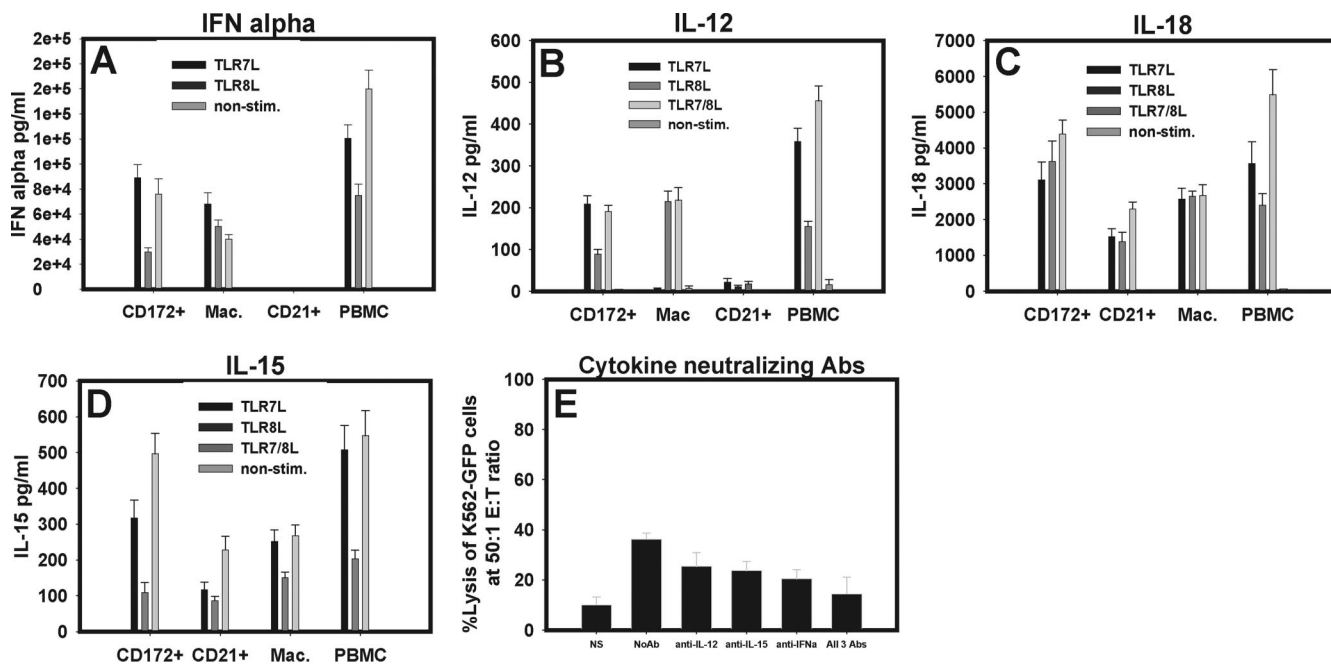 IFN alpha
A
IFN alpha pg/ml
2e+5
2e+5
2e+5
1e+5
1e+5
1e+5
8e+4
6e+4
4e+4
2e+4
0
TLR7L
TLR8L
non-stim.
CD172+ Mac. CD21+ PBMC
IL-12
B
IL-12 pg/ml
600
500
400
300
200
100
0
TLR7L
TLR8L
TLR7/8L
non-stim.
CD172+ Mac CD21+ PBMC
IL-18
C
IL-18 pg/ml
7000
6000
5000
4000
3000
2000
1000
0
TLR7L
TLR8L
TLR7/8L
non-stim.
CD172+ CD21+ Mac. PBMC
IL-15
D
IL-15 pg/ml
700
600
500
400
300
200
100
0
TLR7L
TLR8L
TLR7/8L
non-stim.
CD172+ CD21+ Mac. PBMC
Cytokine neutralizing Abs
E
%Lysis of K562-GFP cells
at 50:1 E:T ratio
100
80
60
40
20
0
NS NoAb anti-IL-12 anti-IL-15 anti-IFNa All 3 Abs